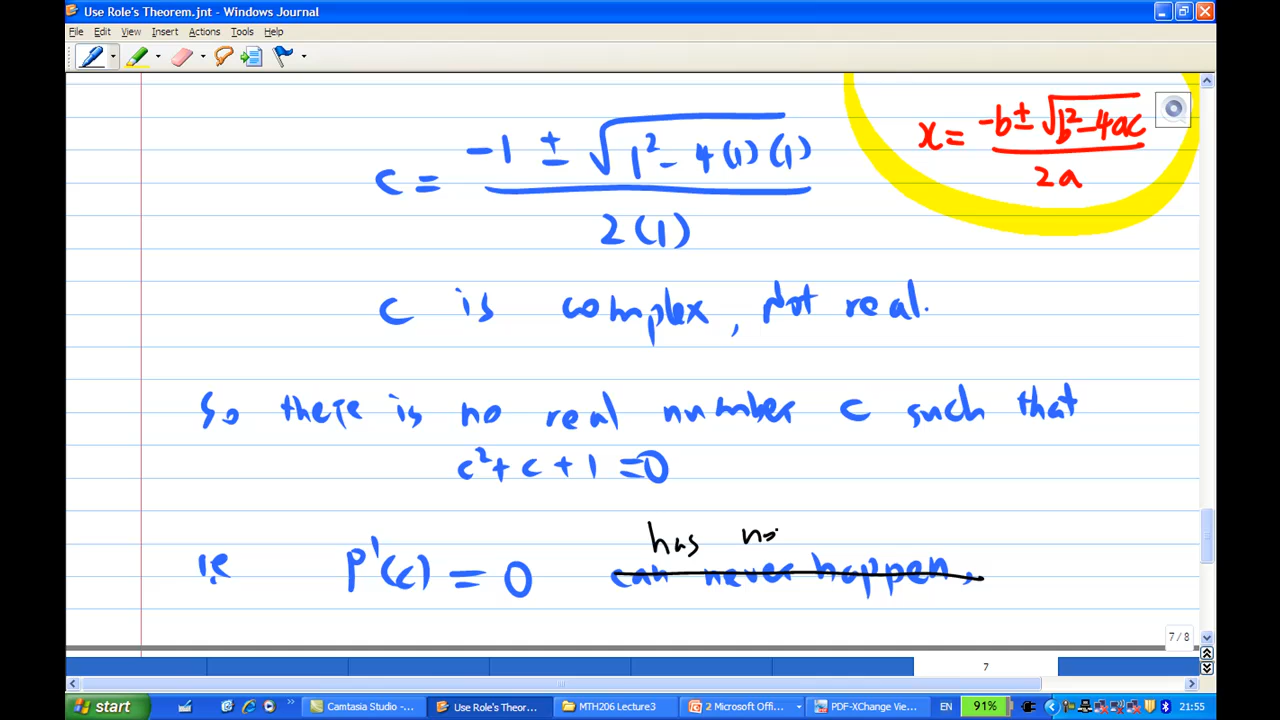 Use Role's Theorem.jnt - Windows Journal
File Edit View Insert Actions Tools Help
x = -b ± √b² - 4ac
2a
c = -1 ± √1² - 4(1)(1)
2(1)
c is complex, not real.
So there is no real number c such that
c² + c + 1 = 0
has no
ie P'(c) = 0 can never happen.
7 / 8
7
start Camtasia Studio -... Use Role's Theore... MTH206 Lecture3 2 Microsoft Offi... PDF-XChange Vie... EN 91% 21:55